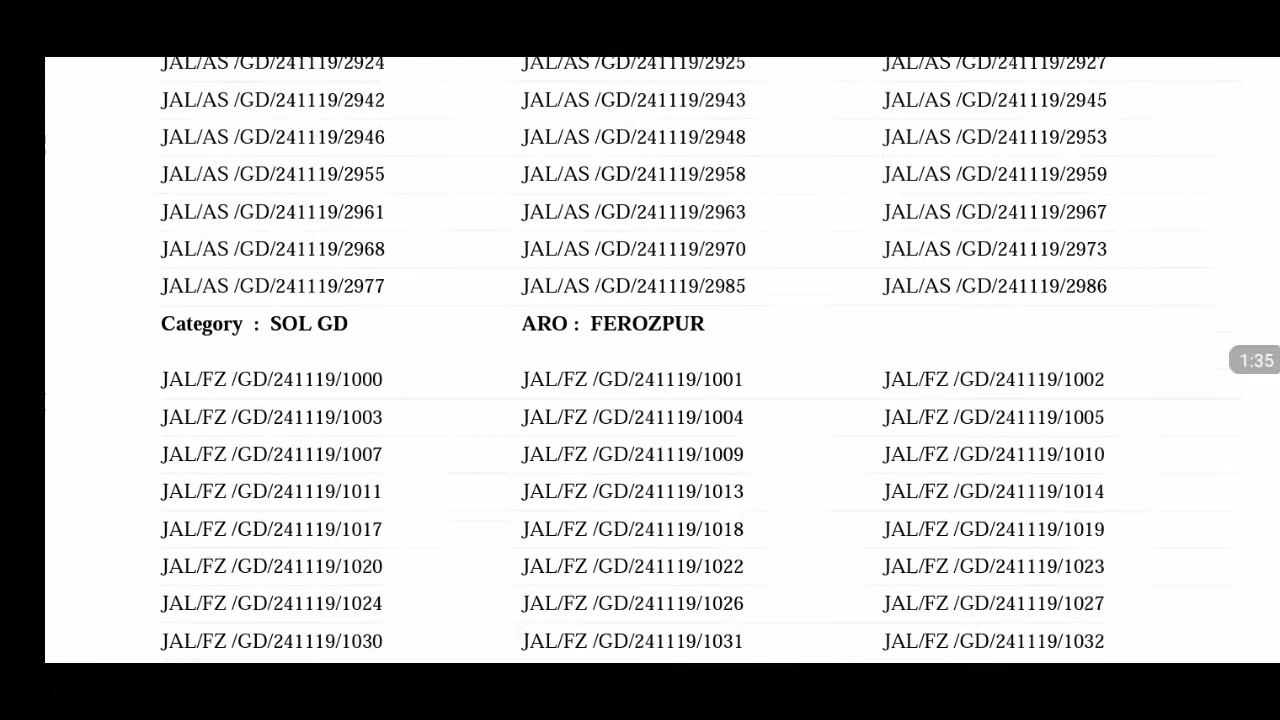 JAL/AS /GD/241119/2924 JAL/AS /GD/241119/2925 JAL/AS /GD/241119/2927
JAL/AS /GD/241119/2942 JAL/AS /GD/241119/2943 JAL/AS /GD/241119/2945
JAL/AS /GD/241119/2946 JAL/AS /GD/241119/2948 JAL/AS /GD/241119/2953
JAL/AS /GD/241119/2955 JAL/AS /GD/241119/2958 JAL/AS /GD/241119/2959
JAL/AS /GD/241119/2961 JAL/AS /GD/241119/2963 JAL/AS /GD/241119/2967
JAL/AS /GD/241119/2968 JAL/AS /GD/241119/2970 JAL/AS /GD/241119/2973
JAL/AS /GD/241119/2977 JAL/AS /GD/241119/2985 JAL/AS /GD/241119/2986
Category : SOL GD ARO : FEROZPUR
1:35
JAL/FZ /GD/241119/1000 JAL/FZ /GD/241119/1001 JAL/FZ /GD/241119/1002
JAL/FZ /GD/241119/1003 JAL/FZ /GD/241119/1004 JAL/FZ /GD/241119/1005
JAL/FZ /GD/241119/1007 JAL/FZ /GD/241119/1009 JAL/FZ /GD/241119/1010
JAL/FZ /GD/241119/1011 JAL/FZ /GD/241119/1013 JAL/FZ /GD/241119/1014
JAL/FZ /GD/241119/1017 JAL/FZ /GD/241119/1018 JAL/FZ /GD/241119/1019
JAL/FZ /GD/241119/1020 JAL/FZ /GD/241119/1022 JAL/FZ /GD/241119/1023
JAL/FZ /GD/241119/1024 JAL/FZ /GD/241119/1026 JAL/FZ /GD/241119/1027
JAL/FZ /GD/241119/1030 JAL/FZ /GD/241119/1031 JAL/FZ /GD/241119/1032